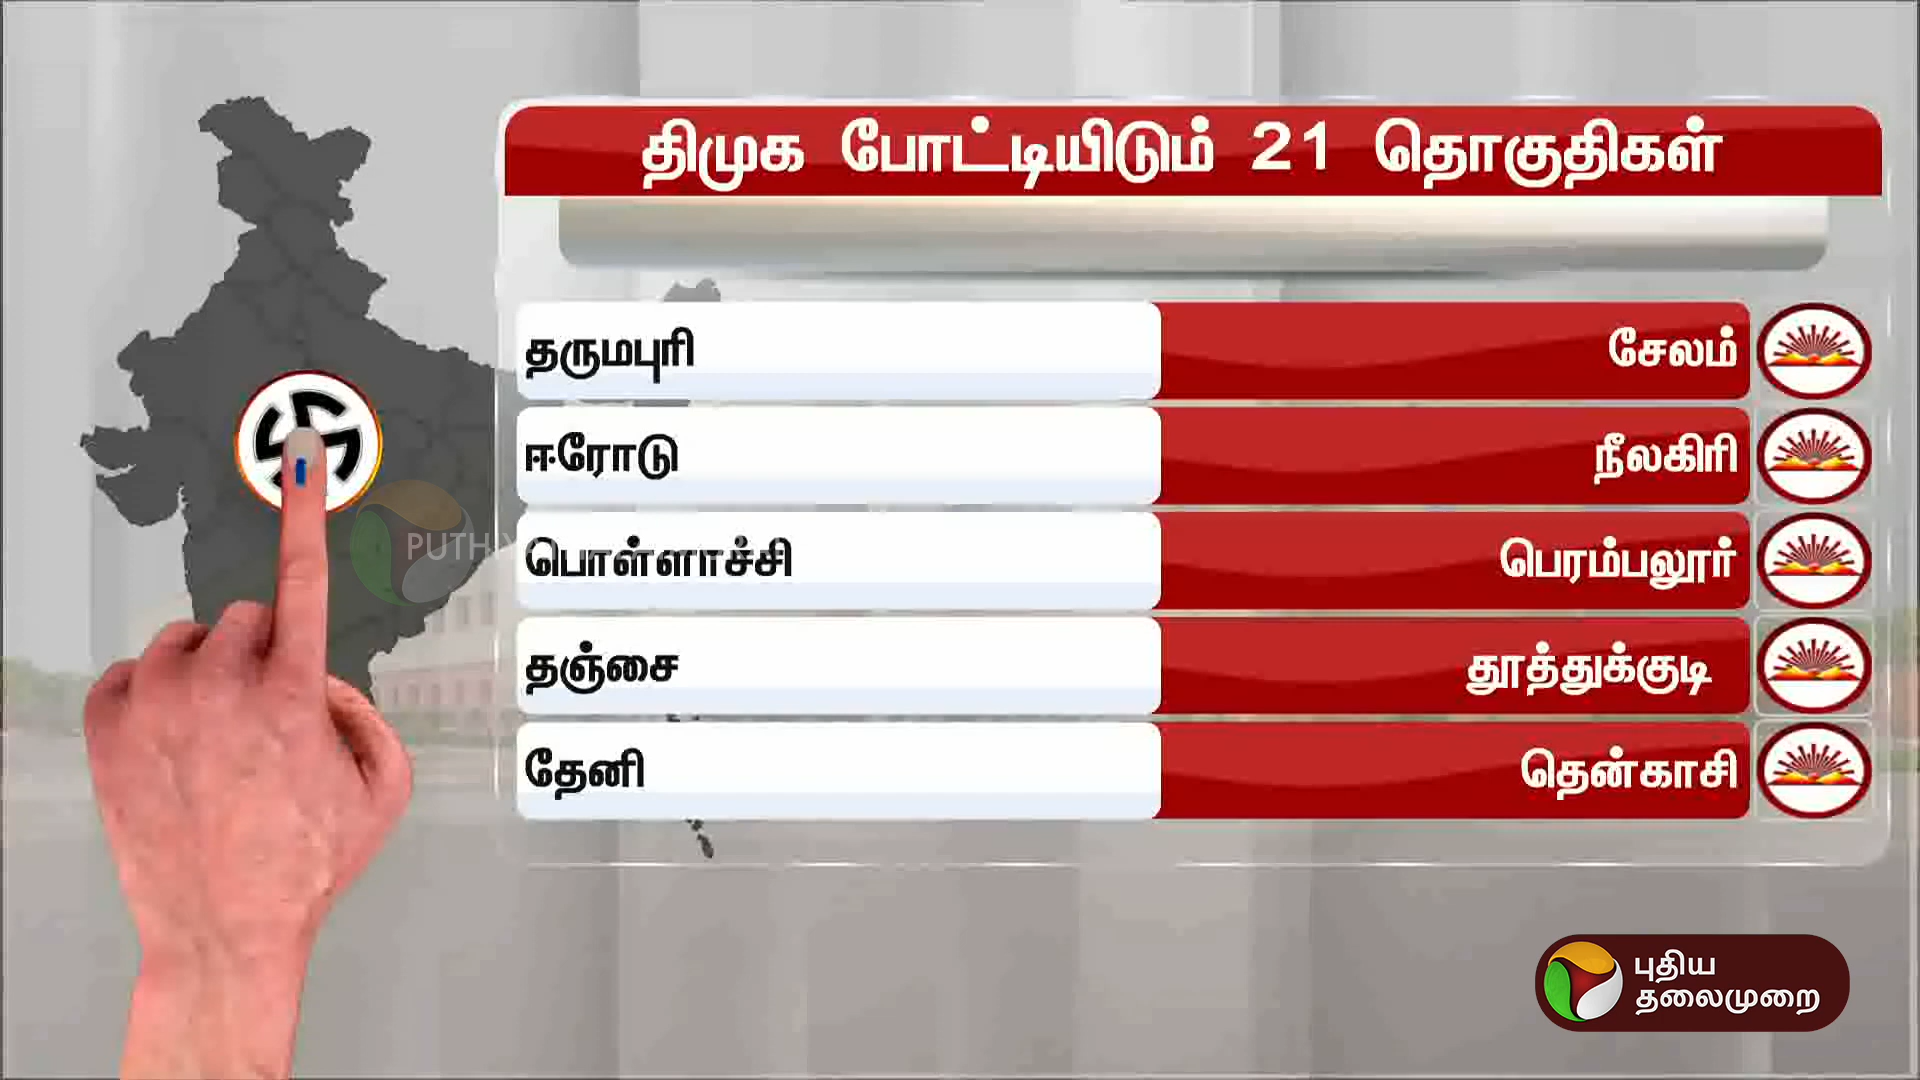 திமுக போட்டியிடும் 21 தொகுதிகள்
தருமபுரி சேலம்
ஈரோடு நீலகிரி
பொள்ளாச்சி பெரம்பலூர்
தஞ்சை தூத்துக்குடி
தேனி தென்காசி
புதிய
தலைமுறை